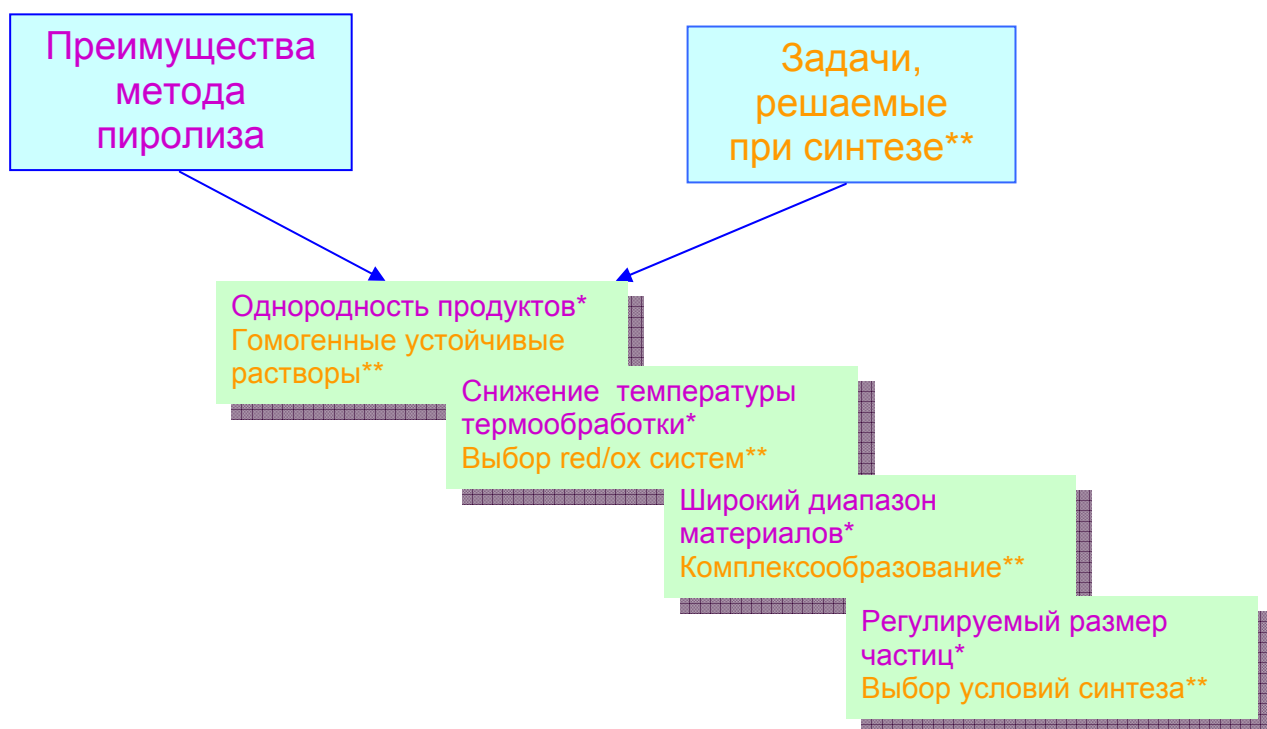 Преимущества
метода
пиролиза
Задачи,
решаемые
при синтезе**
Однородность продуктов*
Гомогенные устойчивые
растворы**
Снижение температуры
термообработки*
Выбор red/ox систем**
Широкий диапазон
материалов*
Комплексообразование**
Регулируемый размер
частиц*
Выбор условий синтеза**